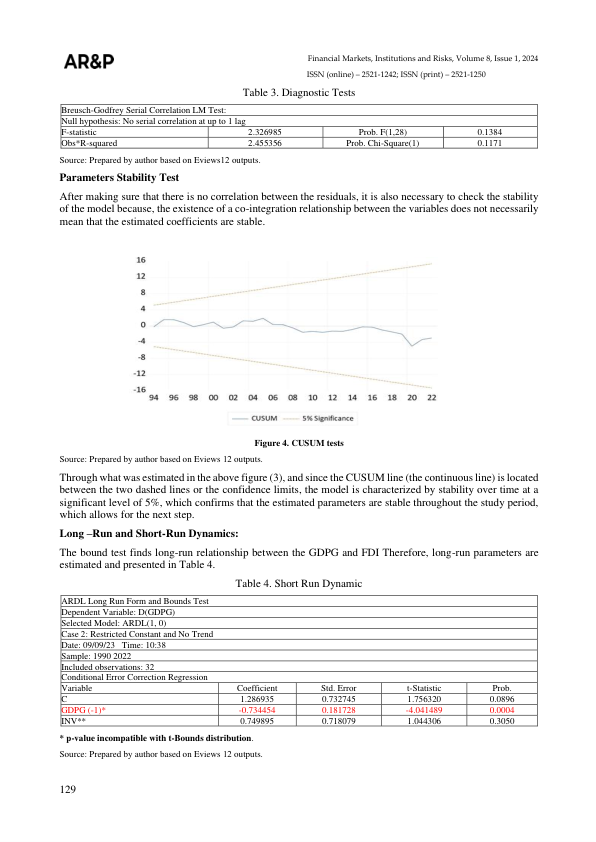 AR&P
Financial Markets, Institutions and Risks, Volume 8, Issue 1, 2024
ISSN (online) – 2521-1242; ISSN (print) – 2521-1250
Table 3. Diagnostic Tests
Breusch-Godfrey Serial Correlation LM Test:
Null hypothesis: No serial correlation at up to 1 lag
F-statistic 2.326985 Prob. F(1,28) 0.1384
Obs*R-squared 2.455356 Prob. Chi-Square(1) 0.1171
Source: Prepared by author based on Eviews12 outputs.
Parameters Stability Test
After making sure that there is no correlation between the residuals, it is also necessary to check the stability
of the model because, the existence of a co-integration relationship between the variables does not necessarily
mean that the estimated coefficients are stable.
16
12
8
4
0
-4
-8
-12
-16
94 96 98 00 02 04 06 08 10 12 14 16 18 20 22
CUSUM 5% Significance
Figure 4. CUSUM tests
Source: Prepared by author based on Eviews 12 outputs.
Through what was estimated in the above figure (3), and since the CUSUM line (the continuous line) is located
between the two dashed lines or the confidence limits, the model is characterized by stability over time at a
significant level of 5%, which confirms that the estimated parameters are stable throughout the study period,
which allows for the next step.
Long –Run and Short-Run Dynamics:
The bound test finds long-run relationship between the GDPG and FDI Therefore, long-run parameters are
estimated and presented in Table 4.
Table 4. Short Run Dynamic
ARDL Long Run Form and Bounds Test
Dependent Variable: D(GDPG)
Selected Model: ARDL(1, 0)
Case 2: Restricted Constant and No Trend
Date: 09/09/23 Time: 10:38
Sample: 1990 2022
Included observations: 32
Conditional Error Correction Regression
Variable Coefficient Std. Error t-Statistic Prob.
C 1.286935 0.732745 1.756320 0.0896
GDPG (-1)* -0.734454 0.181728 -4.041489 0.0004
INV** 0.749895 0.718079 1.044306 0.3050
* p-value incompatible with t-Bounds distribution.
Source: Prepared by author based on Eviews 12 outputs.
129